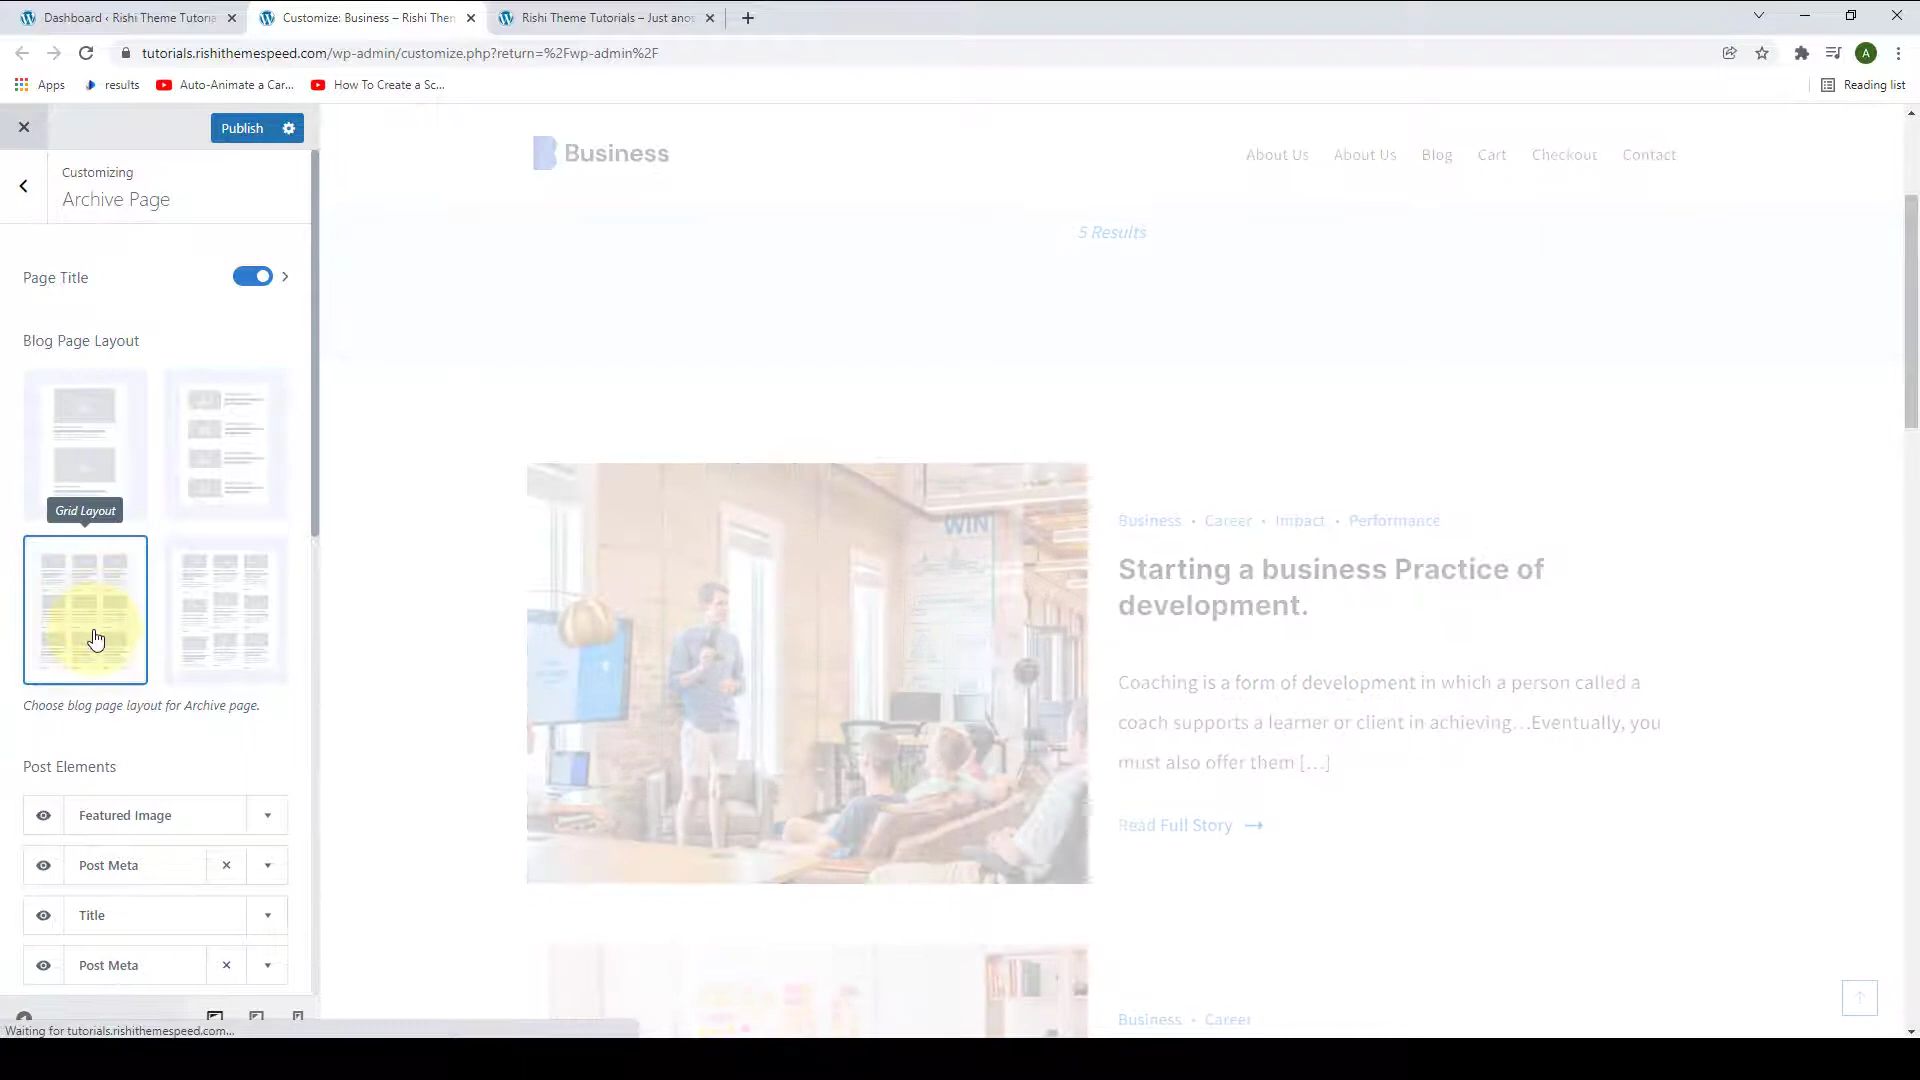 Dashboard ‹ Rishi Theme Tutoria
Customize: Business – Rishi Then
Rishi Theme Tutorials – Just ano
tutorials.rishithemespeed.com/wp-admin/customize.php?return=%2Fwp-admin%2F
A
Apps
results
Auto-Animate a Car...
How To Create a Sc...
Reading list
Publish
Customizing
Archive Page
Business
About Us
About Us
Blog
Cart
Checkout
Contact
5 Results
Page Title
Blog Page Layout
Grid Layout
Choose blog page layout for Archive page.
Post Elements
Featured Image
Post Meta
Title
Post Meta
WIN
Business • Career • Impact • Performance
Starting a business Practice of
development.
Coaching is a form of development in which a person called a
coach supports a learner or client in achieving...Eventually, you
must also offer them [...]
Read Full Story →
Business • Career
Waiting for tutorials.rishithemespeed.com...